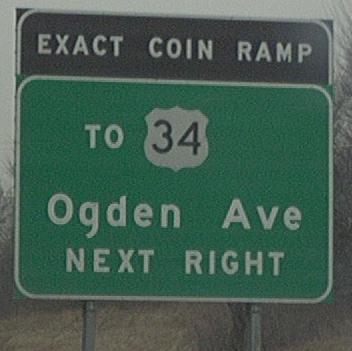 EXACT COIN RAMP
TO 34
Ogden Ave
NEXT RIGHT